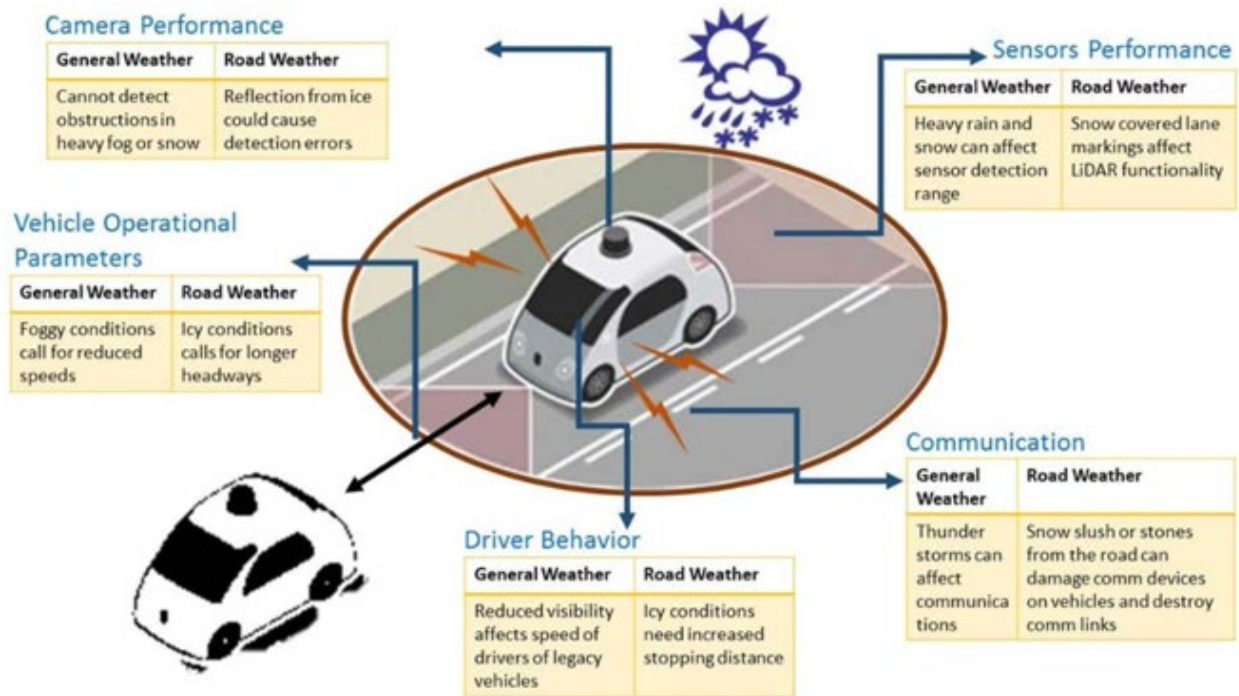 Camera Performance
General Weather
Road Weather
Cannot detect
obstructions in
heavy fog or snow
Reflection from ice
could cause
detection errors
Sensors Performance
General Weather
Road Weather
Heavy rain and
snow can affect
sensor detection
range
Snow covered lane
markings affect
LiDAR functionality
Vehicle Operational
Parameters
General Weather
Road Weather
Foggy conditions
call for reduced
speeds
Icy conditions
calls for longer
headways
Communication
General
Weather
Road Weather
Thunder
storms can
affect
communica
tions
Snow slush or stones
from the road can
damage comm devices
on vehicles and destroy
comm links
Driver Behavior
General Weather
Road Weather
Reduced visibility
affects speed of
drivers of legacy
vehicles
Icy conditions
need increased
stopping distance